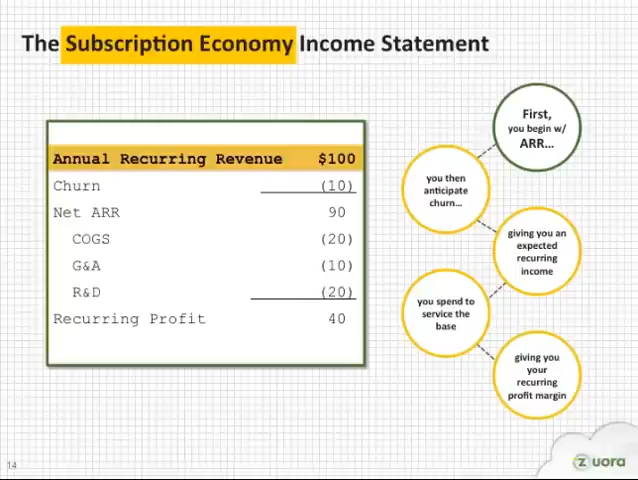 The Subscription Economy Income Statement
Annual Recurring Revenue $100
Churn (10)
Net ARR 90
COGS (20)
G&A (10)
R&D (20)
Recurring Profit 40
First,
you begin w/
ARR...
you then
anticipate
churn...
giving you an
expected
recurring
income
you spend to
service the
base
giving you
your
recurring
profit margin
14
zuora